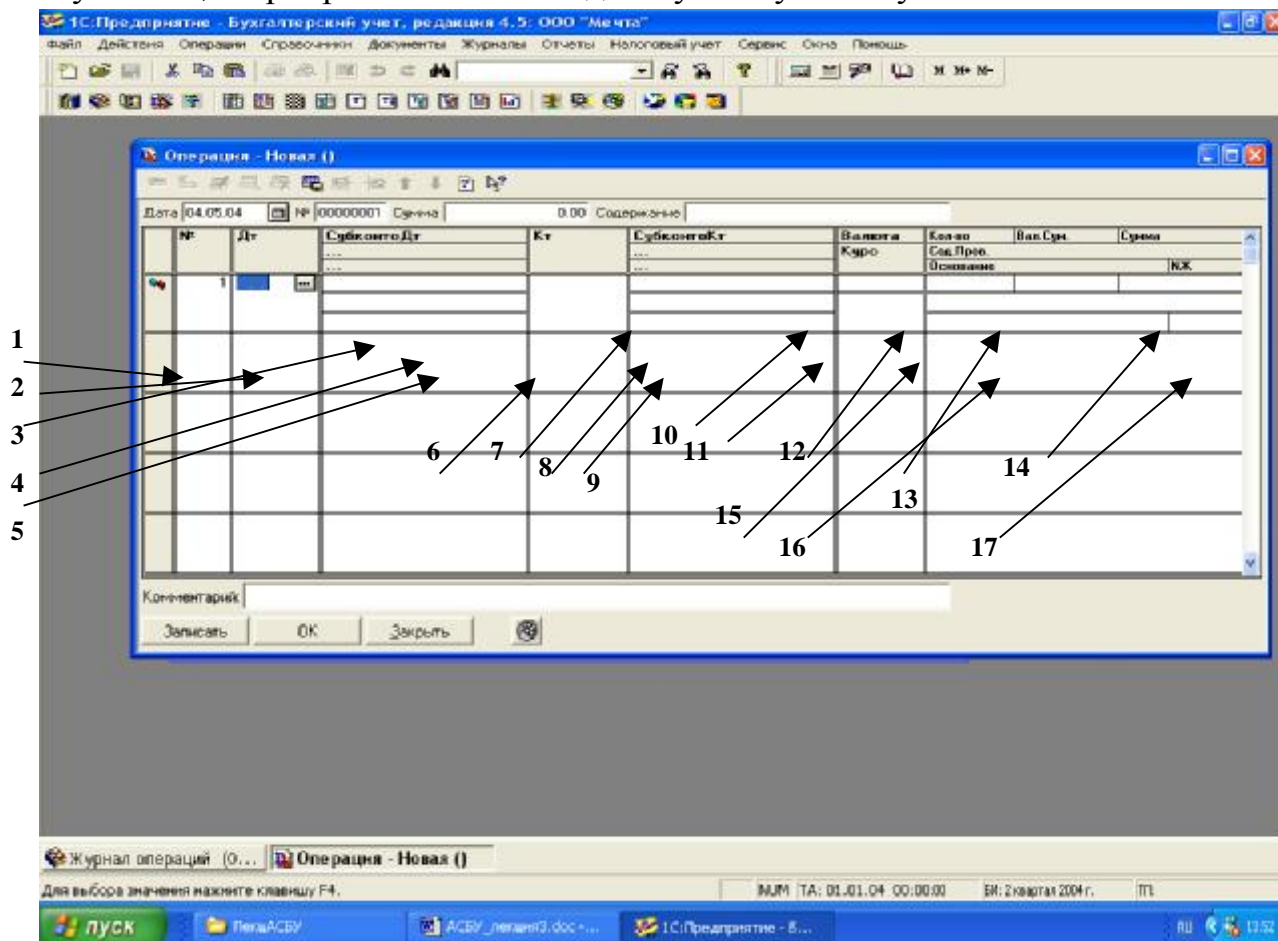 1С:Предприятие - Бухгалтерский учет, редакция 4.5: ООО "Мечта"
Файл Действия Операции Справочники Документы Журналы Отчеты Налоговый учет Сервис Окна Помощь
М М+ М-
Операция - Новая ()
Дата 04.05.04 № 00000001 Сумма 0.00 Содержание
№ Дт СубконтоДт Кт СубконтоКт Валюта Кол-во Вал.Сум. Сумма
... ... Курс Сод.Пров.
... ... Основание NЖ
1
1
2
3
4
5
6 7 8 9 10 11 12 13 14
15 16 17
Комментарий
Записать OK Закрыть
Журнал операций (О... Операция - Новая ()
Для выбора значения нажмите клавишу F4. NUM ТА: 01.01.04 00:00:00 БИ: 2 квартал 2004 г. ТП:
пуск ЛекцАСБУ АСБУ_лекция3.doc -... 1С:Предприятие - Б... RU 13:52